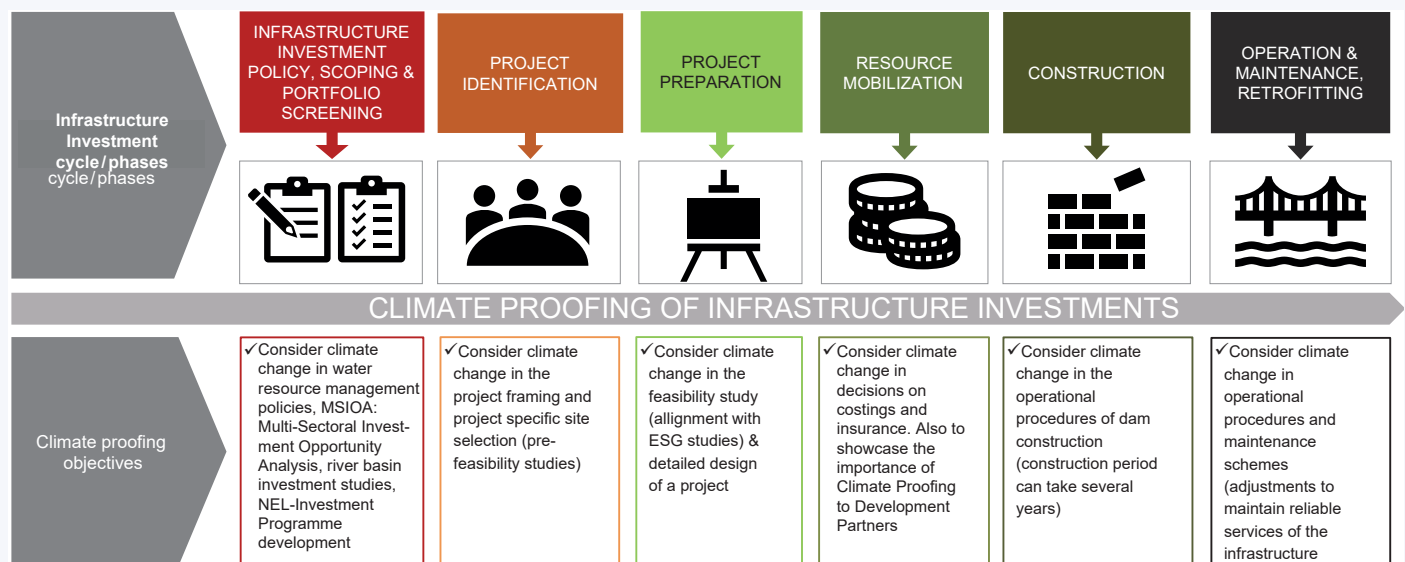 Infrastructure
Investment
cycle/phases
cycle/phases
INFRASTRUCTURE
INVESTMENT
POLICY, SCOPING &
PORTFOLIO
SCREENING
PROJECT
IDENTIFICATION
PROJECT
PREPARATION
RESOURCE
MOBILIZATION
CONSTRUCTION
OPERATION &
MAINTENANCE,
RETROFITTING
CLIMATE PROOFING OF INFRASTRUCTURE INVESTMENTS
Climate proofing
objectives
✓Consider climate
change in water
resource management
policies, MSIOA:
Multi-Sectoral Invest-
ment Opportunity
Analysis, river basin
investment studies,
NEL-Investment
Programme
development
✓Consider climate
change in the
project framing and
project specific site
selection (pre-
feasibility studies)
✓Consider climate
change in the
feasibility study
(allignment with
ESG studies) &
detailed design
of a project
✓Consider climate
change in
decisions on
costings and
insurance. Also to
showcase the
importance of
Climate Proofing
to Development
Partners
✓Consider climate
change in the
operational
procedures of dam
construction
(construction period
can take several
years)
✓Consider climate
change in
operational
procedures and
maintenance
schemes
(adjustments to
maintain reliable
services of the
infrastructure